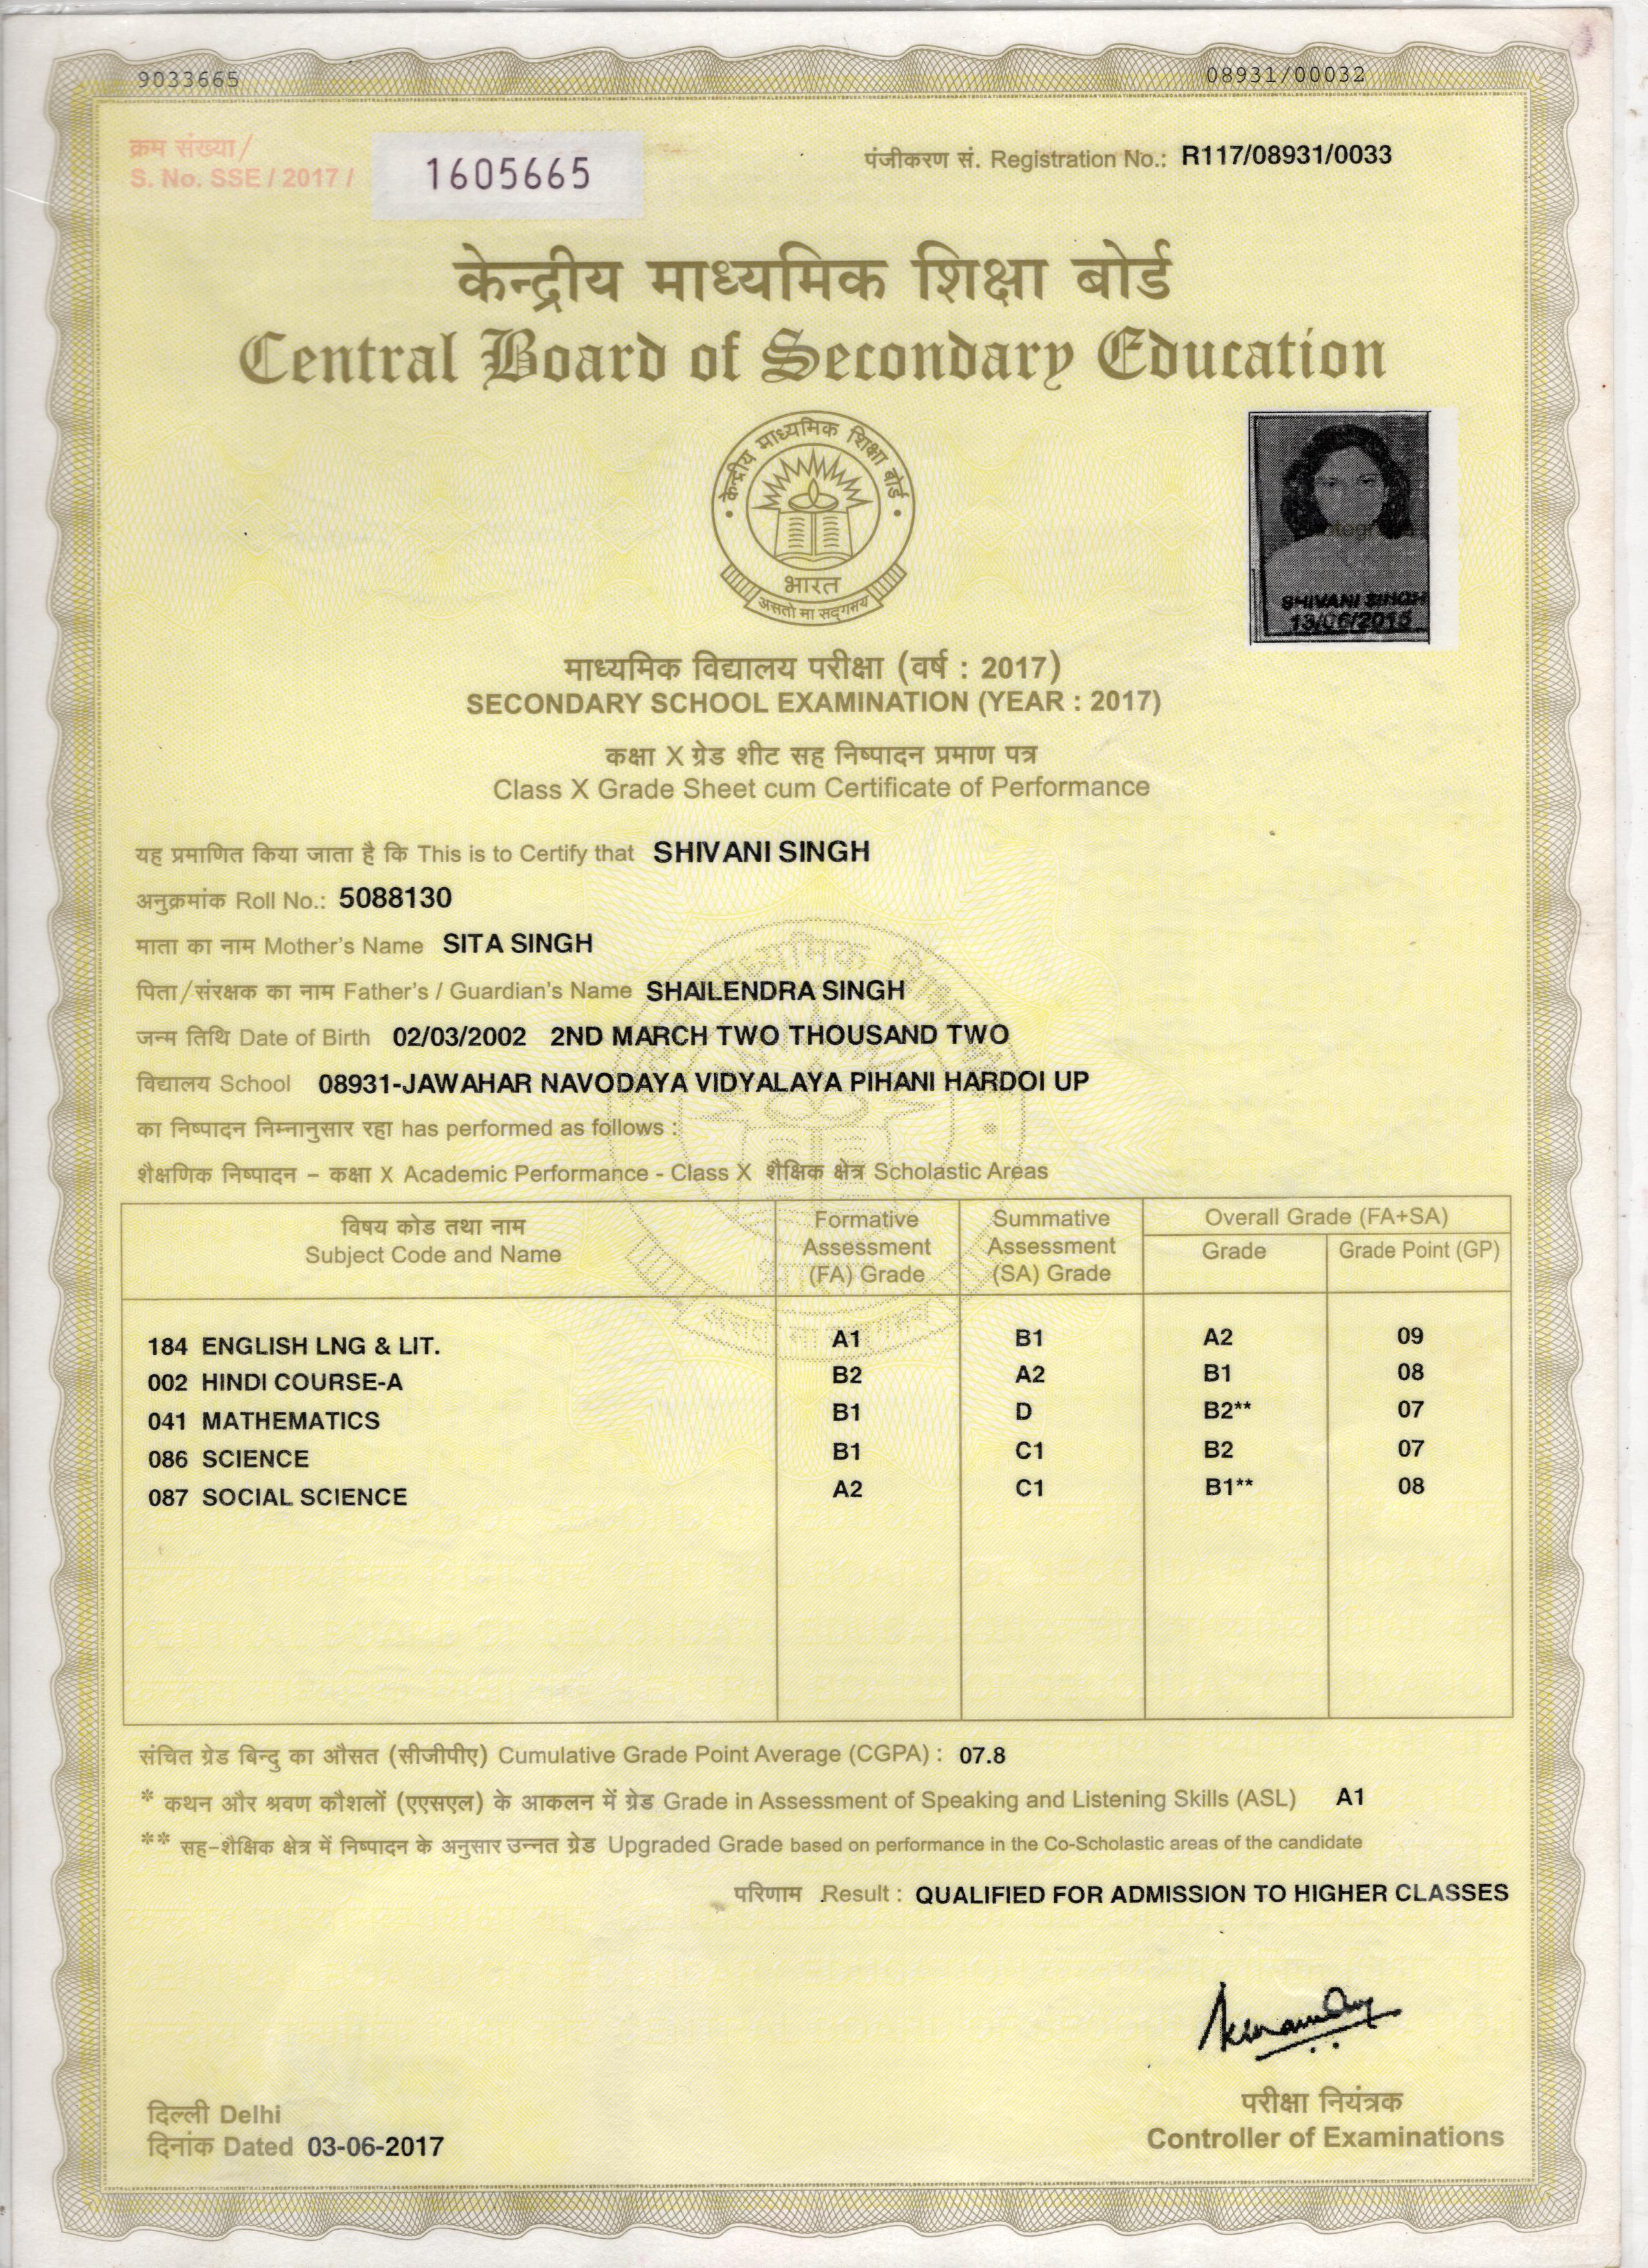 9033665 08931/00032
क्रम संख्या/
S. No. SSE / 2017 / 1605665
पंजीकरण सं. Registration No.: R117/08931/0033
केन्द्रीय माध्यमिक शिक्षा बोर्ड
Central Board of Secondary Education
केन्द्रीय माध्यमिक शिक्षा बोर्ड
भारत
असतो मा सद्गमय
SHIVANI SINGH
माध्यमिक विद्यालय परीक्षा (वर्ष : 2017)
SECONDARY SCHOOL EXAMINATION (YEAR : 2017)
कक्षा X ग्रेड शीट सह निष्पादन प्रमाण पत्र
Class X Grade Sheet cum Certificate of Performance
यह प्रमाणित किया जाता है कि This is to Certify that SHIVANI SINGH
अनुक्रमांक Roll No.: 5088130
माता का नाम Mother's Name SITA SINGH
पिता/संरक्षक का नाम Father's / Guardian's Name SHAILENDRA SINGH
जन्म तिथि Date of Birth 02/03/2002 2ND MARCH TWO THOUSAND TWO
विद्यालय School 08931-JAWAHAR NAVODAYA VIDYALAYA PIHANI HARDOI UP
का निष्पादन निम्नानुसार रहा has performed as follows :
शैक्षणिक निष्पादन – कक्षा X Academic Performance - Class X शैक्षिक क्षेत्र Scholastic Areas
विषय कोड तथा नाम
Subject Code and Name
Formative
Assessment
(FA) Grade
Summative
Assessment
(SA) Grade
Overall Grade (FA+SA)
Grade Grade Point (GP)
184 ENGLISH LNG & LIT. A1 B1 A2 09
002 HINDI COURSE-A B2 A2 B1 08
041 MATHEMATICS B1 D B2** 07
086 SCIENCE B1 C1 B2 07
087 SOCIAL SCIENCE A2 C1 B1** 08
संचित ग्रेड बिन्दु का औसत (सीजीपीए) Cumulative Grade Point Average (CGPA) : 07.8
* कथन और श्रवण कौशलों (एएसएल) के आकलन में ग्रेड Grade in Assessment of Speaking and Listening Skills (ASL) A1
** सह-शैक्षिक क्षेत्र में निष्पादन के अनुसार उन्नत ग्रेड Upgraded Grade based on performance in the Co-Scholastic areas of the candidate
परिणाम Result : QUALIFIED FOR ADMISSION TO HIGHER CLASSES
दिल्ली Delhi
दिनांक Dated 03-06-2017
परीक्षा नियंत्रक
Controller of Examinations